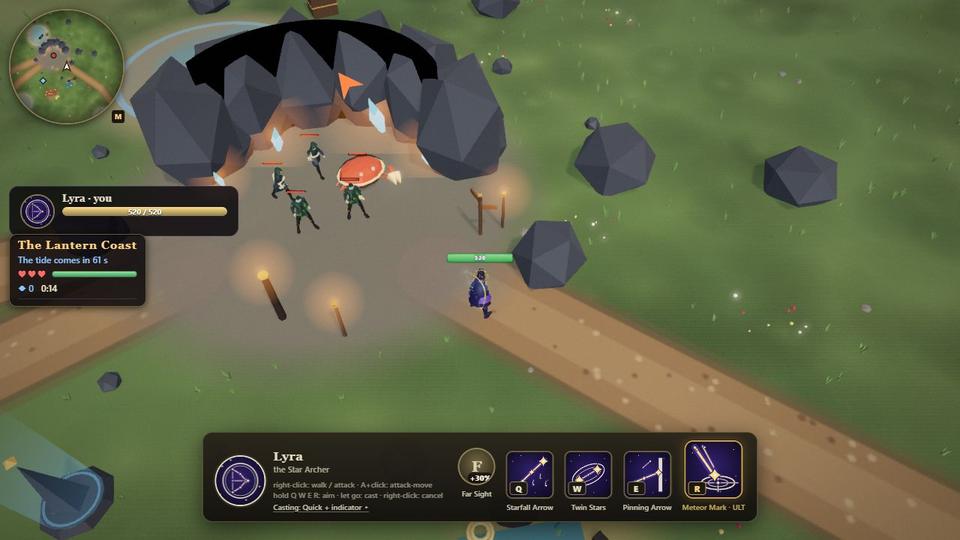 M
Lyra · you
520 / 520
The Lantern Coast
The tide comes in 61 s
0 0:14
520
Lyra
the Star Archer
right-click: walk / attack · A+click: attack-move
hold Q W E R: aim · let go: cast · right-click: cancel
Casting: Quick + indicator
F
+30%
Far Sight
Q
Starfall Arrow
W
Twin Stars
E
Pinning Arrow
R
Meteor Mark · ULT